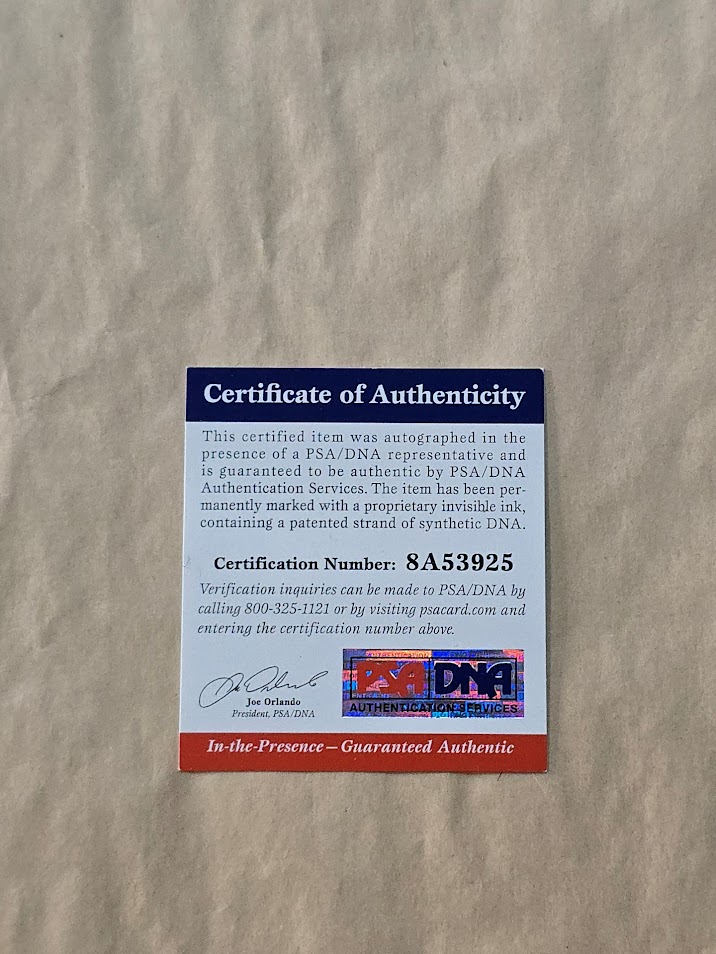 Certificate of Authenticity
This certified item was autographed in the
presence of a PSA/DNA representative and
is guaranteed to be authentic by PSA/DNA
Authentication Services. The item has been per-
manently marked with a proprietary invisible ink,
containing a patented strand of synthetic DNA.
Certification Number: 8A53925
Verification inquiries can be made to PSA/DNA by
calling 800-325-1121 or by visiting psacard.com and
entering the certification number above.
Joe Orlando
President, PSA/DNA
PSA DNA
AUTHENTICATION SERVICES
In-the-Presence – Guaranteed Authentic